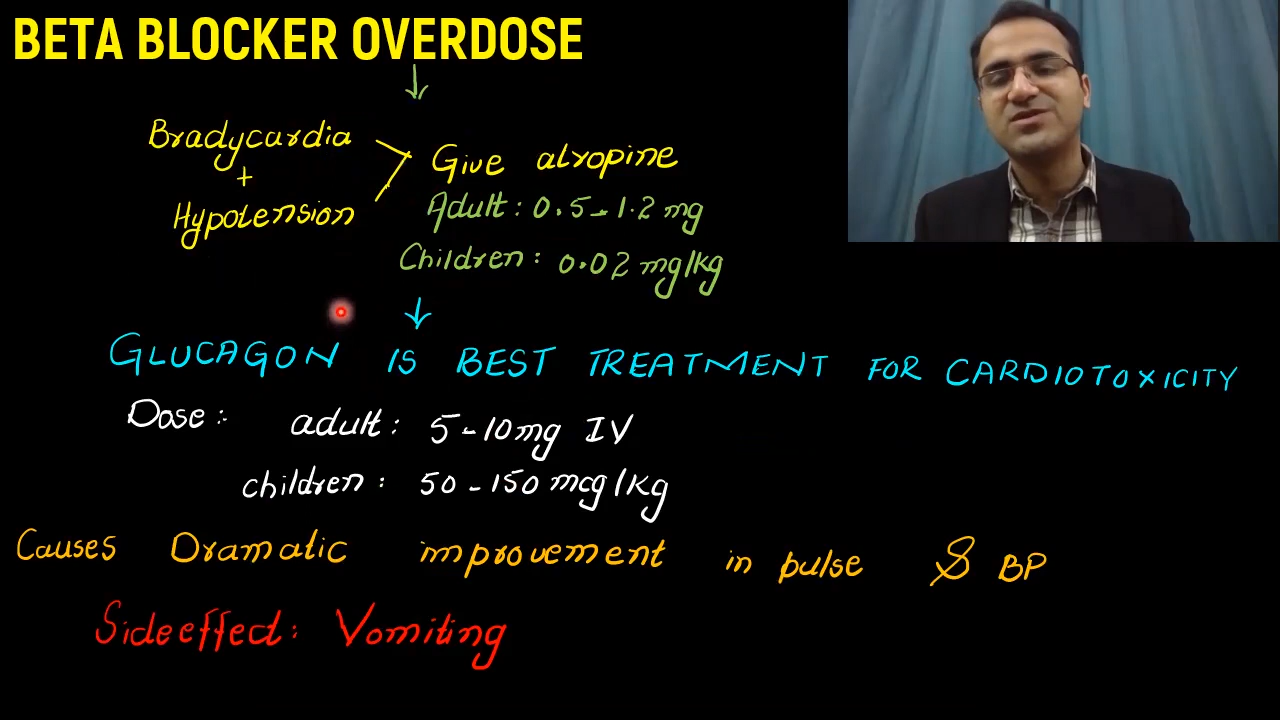 BETA BLOCKER OVERDOSE
↓
Bradycardia
+
Hypotension
Give atropine
Adult: 0.5-1.2 mg
Children: 0.02 mg/kg
↓
GLUCAGON IS BEST TREATMENT FOR CARDIOTOXICITY
Dose:- adult: 5-10mg IV
children: 50-150 mcg/kg
Causes Dramatic improvement in pulse & BP
Side effect: Vomiting